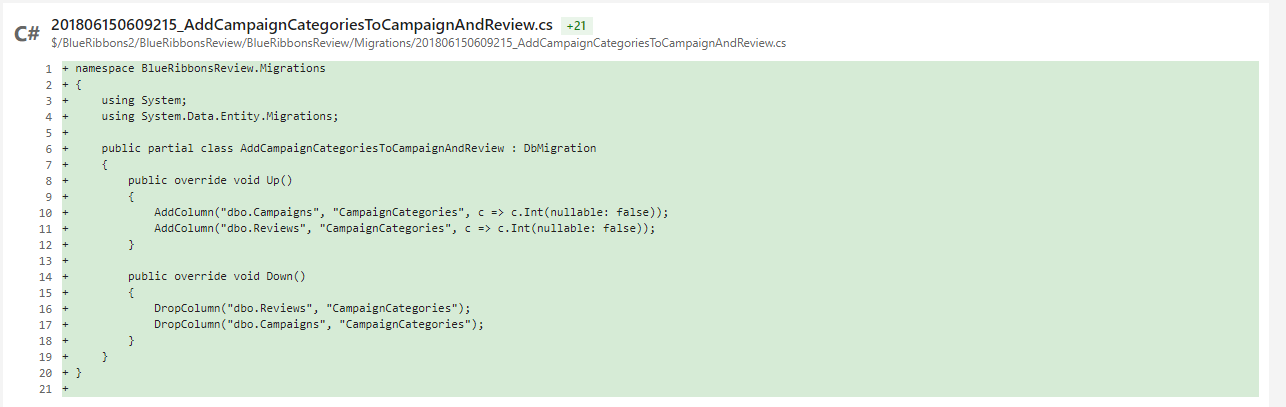 C# 201806150609215_AddCampaignCategoriesToCampaignAndReview.cs +21
$/BlueRibbons2/BlueRibbonsReview/BlueRibbonsReview/Migrations/201806150609215_AddCampaignCategoriesToCampaignAndReview.cs
1 + namespace BlueRibbonsReview.Migrations
2 + {
3 +     using System;
4 +     using System.Data.Entity.Migrations;
5 +
6 +     public partial class AddCampaignCategoriesToCampaignAndReview : DbMigration
7 +     {
8 +         public override void Up()
9 +         {
10 +             AddColumn("dbo.Campaigns", "CampaignCategories", c => c.Int(nullable: false));
11 +             AddColumn("dbo.Reviews", "CampaignCategories", c => c.Int(nullable: false));
12 +         }
13 +
14 +         public override void Down()
15 +         {
16 +             DropColumn("dbo.Reviews", "CampaignCategories");
17 +             DropColumn("dbo.Campaigns", "CampaignCategories");
18 +         }
19 +     }
20 + }
21 +